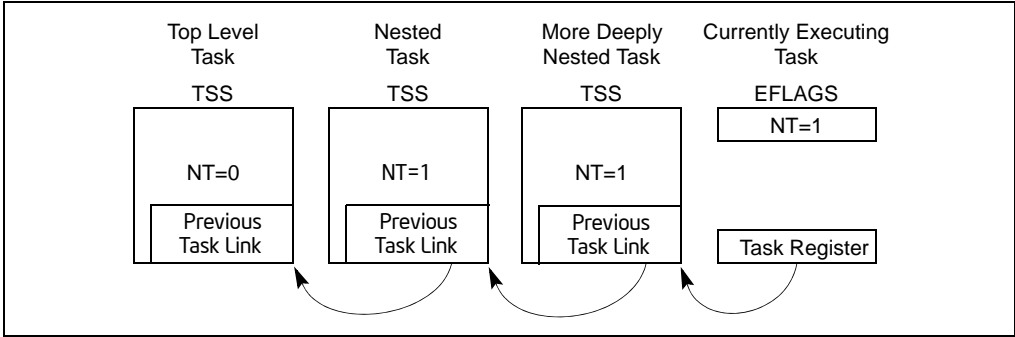 Top Level
Task
Nested
Task
More Deeply
Nested Task
Currently Executing
Task
TSS
TSS
TSS
EFLAGS
NT=1
NT=0
NT=1
NT=1
Previous
Task Link
Previous
Task Link
Previous
Task Link
Task Register